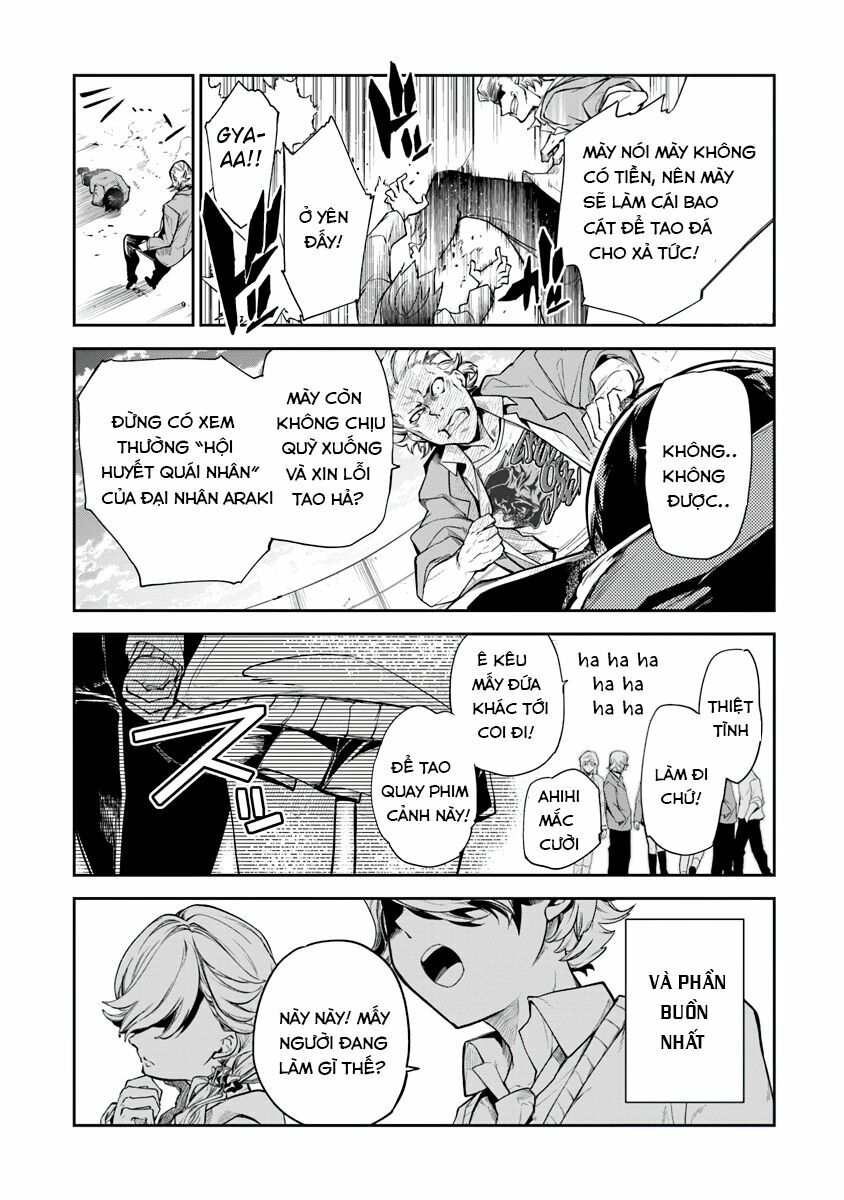 MÀY NÓI MÀY KHÔNG
CÓ TIỀN, NÊN MÀY
SẼ LÀM CÁI BAO
CÁT ĐỂ TAO ĐÁ
CHO XẢ TỨC!
Ở YÊN
ĐẤY!
GYA-
AA!!
KHÔNG..
KHÔNG
ĐƯỢC..
MÀY CÒN
KHÔNG CHỊU
QUỲ XUỐNG
VÀ XIN LỖI
TAO HẢ?
ĐỪNG CÓ XEM
THƯỜNG "HỘI
HUYẾT QUÁI NHÂN"
CỦA ĐẠI NHÂN ARAKI
THIỆT
TÌNH
LÀM ĐI
CHỨ!
ha ha ha
ha ha
ha ha
AHIHI
MẮC
CƯỜI
Ê KÊU
MẤY ĐỨA
KHÁC TỚI
COI ĐI!
ĐỂ TAO
QUAY PHIM
CẢNH NÀY!
VÀ PHẦN
BUỒN
NHẤT
NÀY NÀY! MẤY
NGƯỜI ĐANG
LÀM GÌ THẾ?